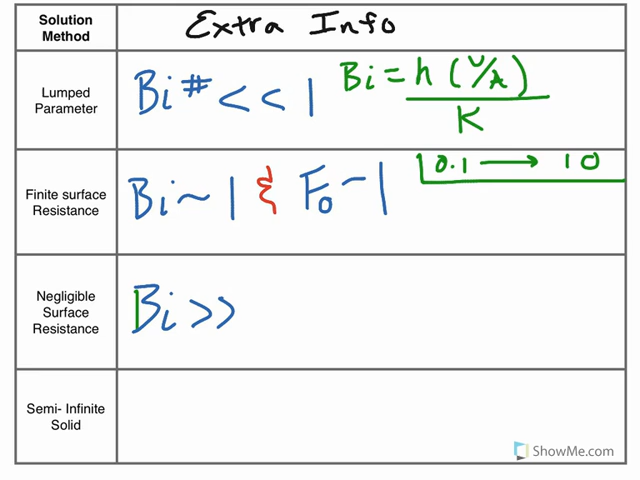 Solution
Method
Extra Info
Lumped
Parameter
Bi # << 1
Bi = h (V/A)
K
Finite surface
Resistance
Bi ~ 1 & Fo ~ 1
0.1 → 10
Negligible
Surface
Resistance
Bi >>
Semi- Infinite
Solid
ShowMe.com